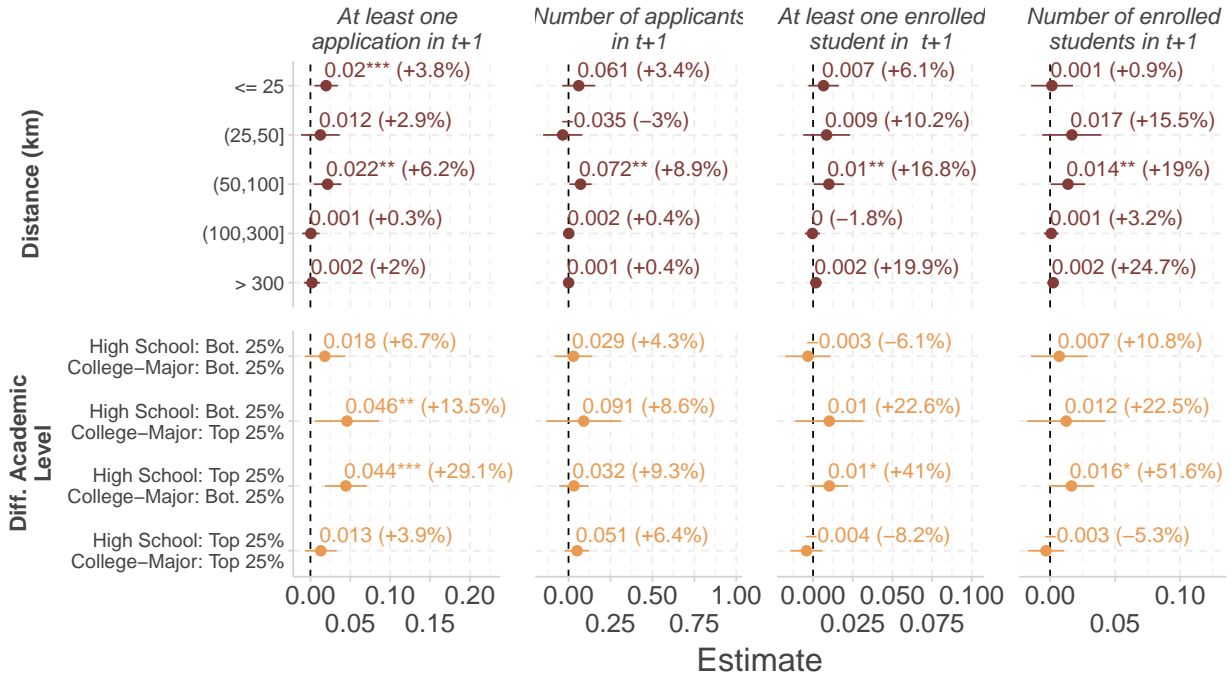 At least one
application in t+1
Number of applicants
in t+1
At least one enrolled
student in t+1
Number of enrolled
students in t+1
Distance (km)
<= 25
0.02*** (+3.8%)
0.061 (+3.4%)
0.007 (+6.1%)
0.001 (+0.9%)
(25,50]
0.012 (+2.9%)
−0.035 (−3%)
0.009 (+10.2%)
0.017 (+15.5%)
(50,100]
0.022** (+6.2%)
0.072** (+8.9%)
0.01** (+16.8%)
0.014** (+19%)
(100,300]
0.001 (+0.3%)
0.002 (+0.4%)
0 (−1.8%)
0.001 (+3.2%)
> 300
0.002 (+2%)
0.001 (+0.4%)
0.002 (+19.9%)
0.002 (+24.7%)
Diff. Academic
Level
High School: Bot. 25%
College−Major: Bot. 25%
0.018 (+6.7%)
0.029 (+4.3%)
−0.003 (−6.1%)
0.007 (+10.8%)
High School: Bot. 25%
College−Major: Top 25%
0.046** (+13.5%)
0.091 (+8.6%)
0.01 (+22.6%)
0.012 (+22.5%)
High School: Top 25%
College−Major: Bot. 25%
0.044*** (+29.1%)
0.032 (+9.3%)
0.01* (+41%)
0.016* (+51.6%)
High School: Top 25%
College−Major: Top 25%
0.013 (+3.9%)
0.051 (+6.4%)
−0.004 (−8.2%)
−0.003 (−5.3%)
0.00 0.10 0.20
0.05 0.15
0.00 0.50 1.00
0.25 0.75
0.000 0.050 0.100
0.025 0.075
0.00 0.10
0.05
Estimate